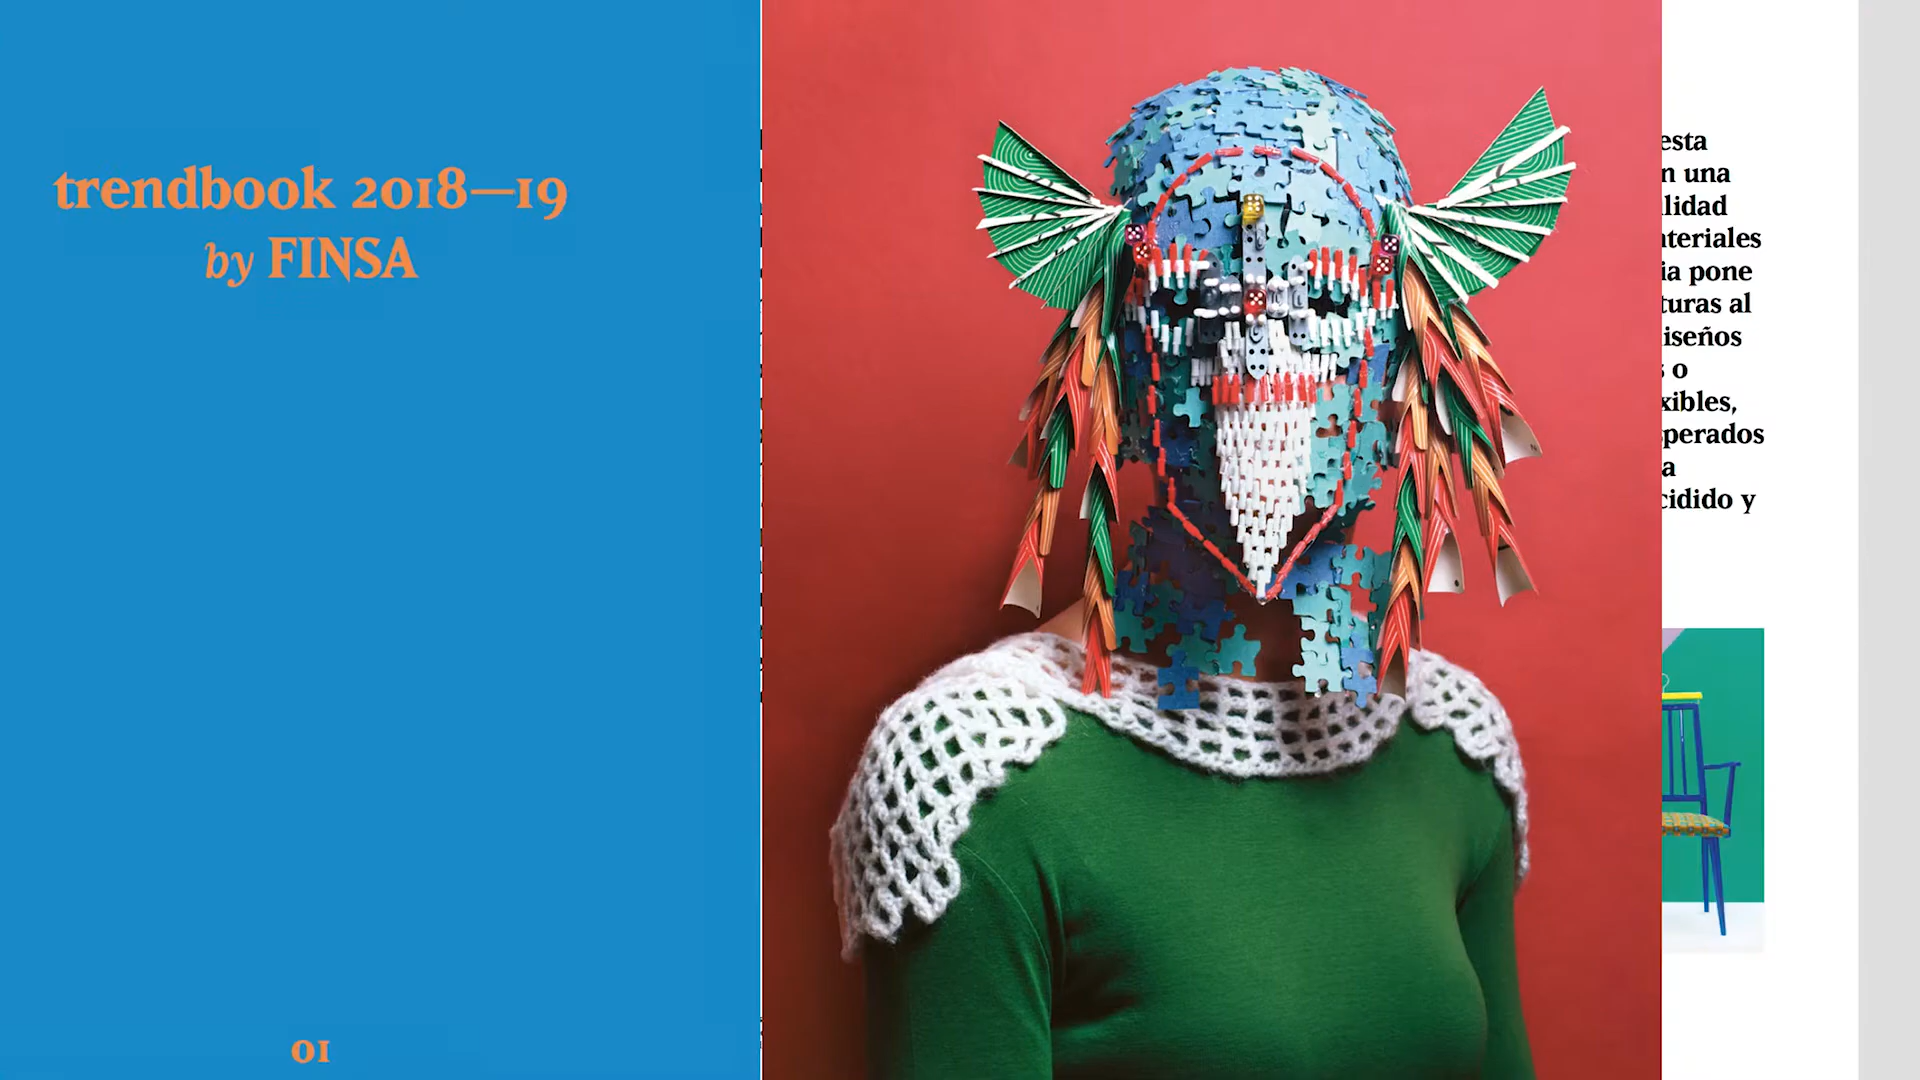 trendbook 2018—19
by FINSA
01
esta
n una
lidad
teriales
ia pone
turas al
iseños
o
xibles,
perados
a
cidido y